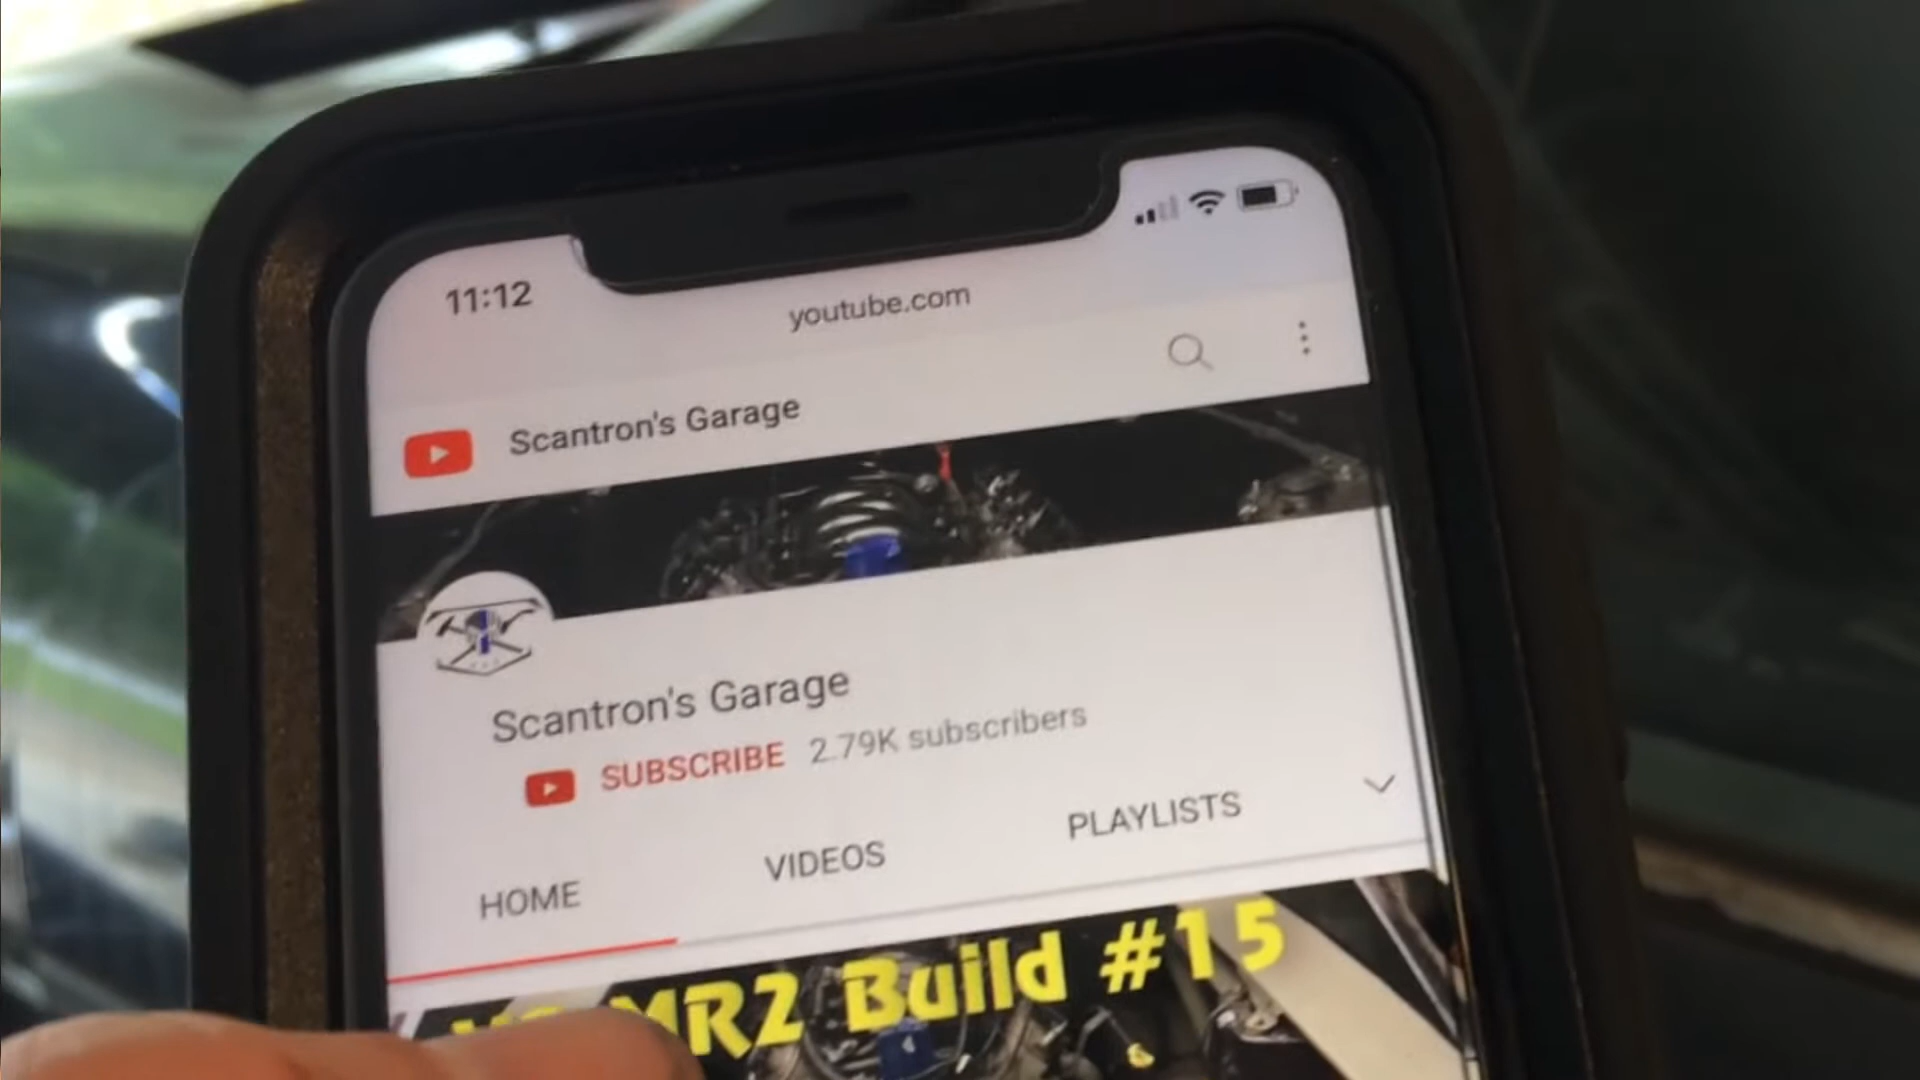 11:12
youtube.com
Scantron's Garage
Scantron's Garage
SUBSCRIBE 2.79K subscribers
HOME VIDEOS PLAYLISTS
MR2 Build #15